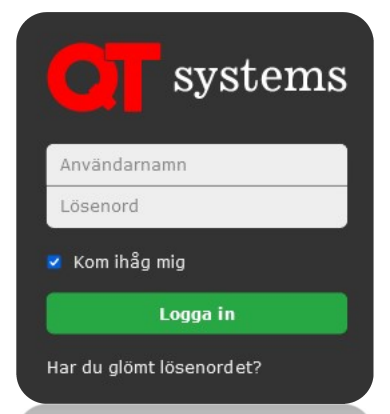 QT systems
Användarnamn
Lösenord
Kom ihåg mig
Logga in
Har du glömt lösenordet?